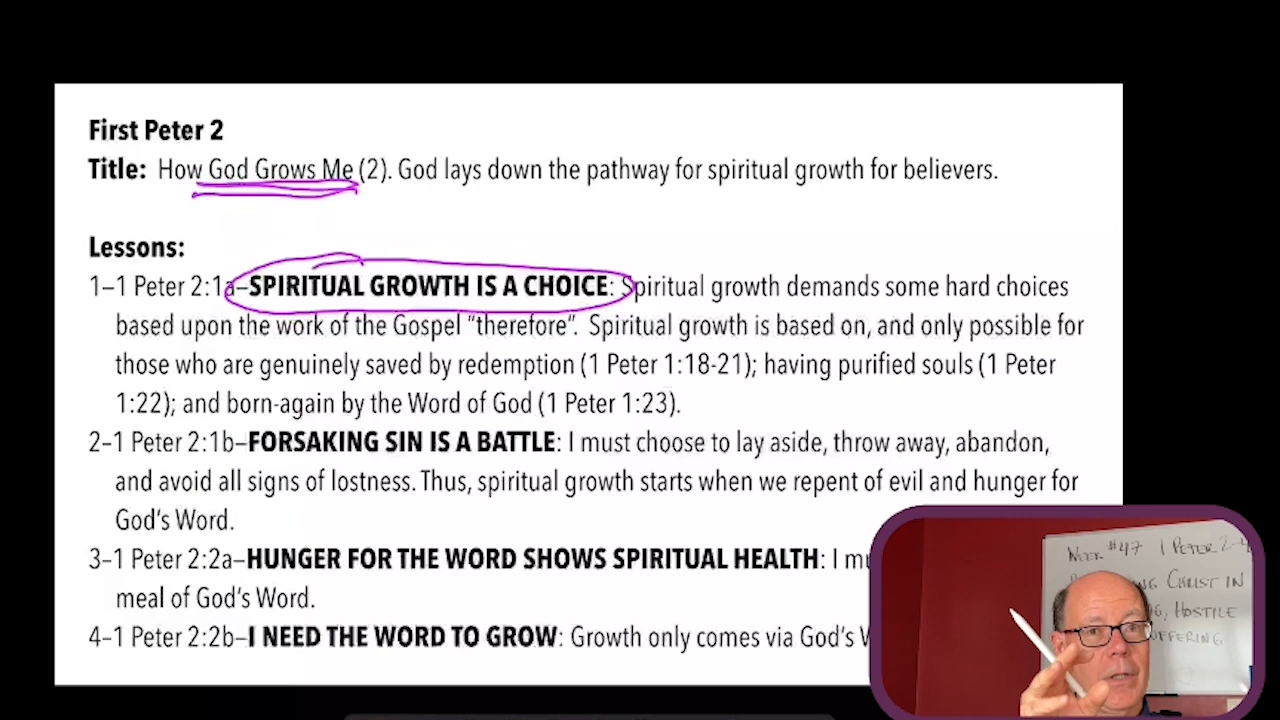 First Peter 2
Title: How God Grows Me (2). God lays down the pathway for spiritual growth for believers.
Lessons:
1–1 Peter 2:1a–SPIRITUAL GROWTH IS A CHOICE: Spiritual growth demands some hard choices
based upon the work of the Gospel “therefore”. Spiritual growth is based on, and only possible for
those who are genuinely saved by redemption (1 Peter 1:18-21); having purified souls (1 Peter
1:22); and born-again by the Word of God (1 Peter 1:23).
2–1 Peter 2:1b–FORSAKING SIN IS A BATTLE: I must choose to lay aside, throw away, abandon,
and avoid all signs of lostness. Thus, spiritual growth starts when we repent of evil and hunger for
God’s Word.
3–1 Peter 2:2a–HUNGER FOR THE WORD SHOWS SPIRITUAL HEALTH: I
meal of God’s Word.
4–1 Peter 2:2b–I NEED THE WORD TO GROW: Growth only comes via God’s
WEEK #47 1 PETER 2-
CHRIST IN
HOSTILE